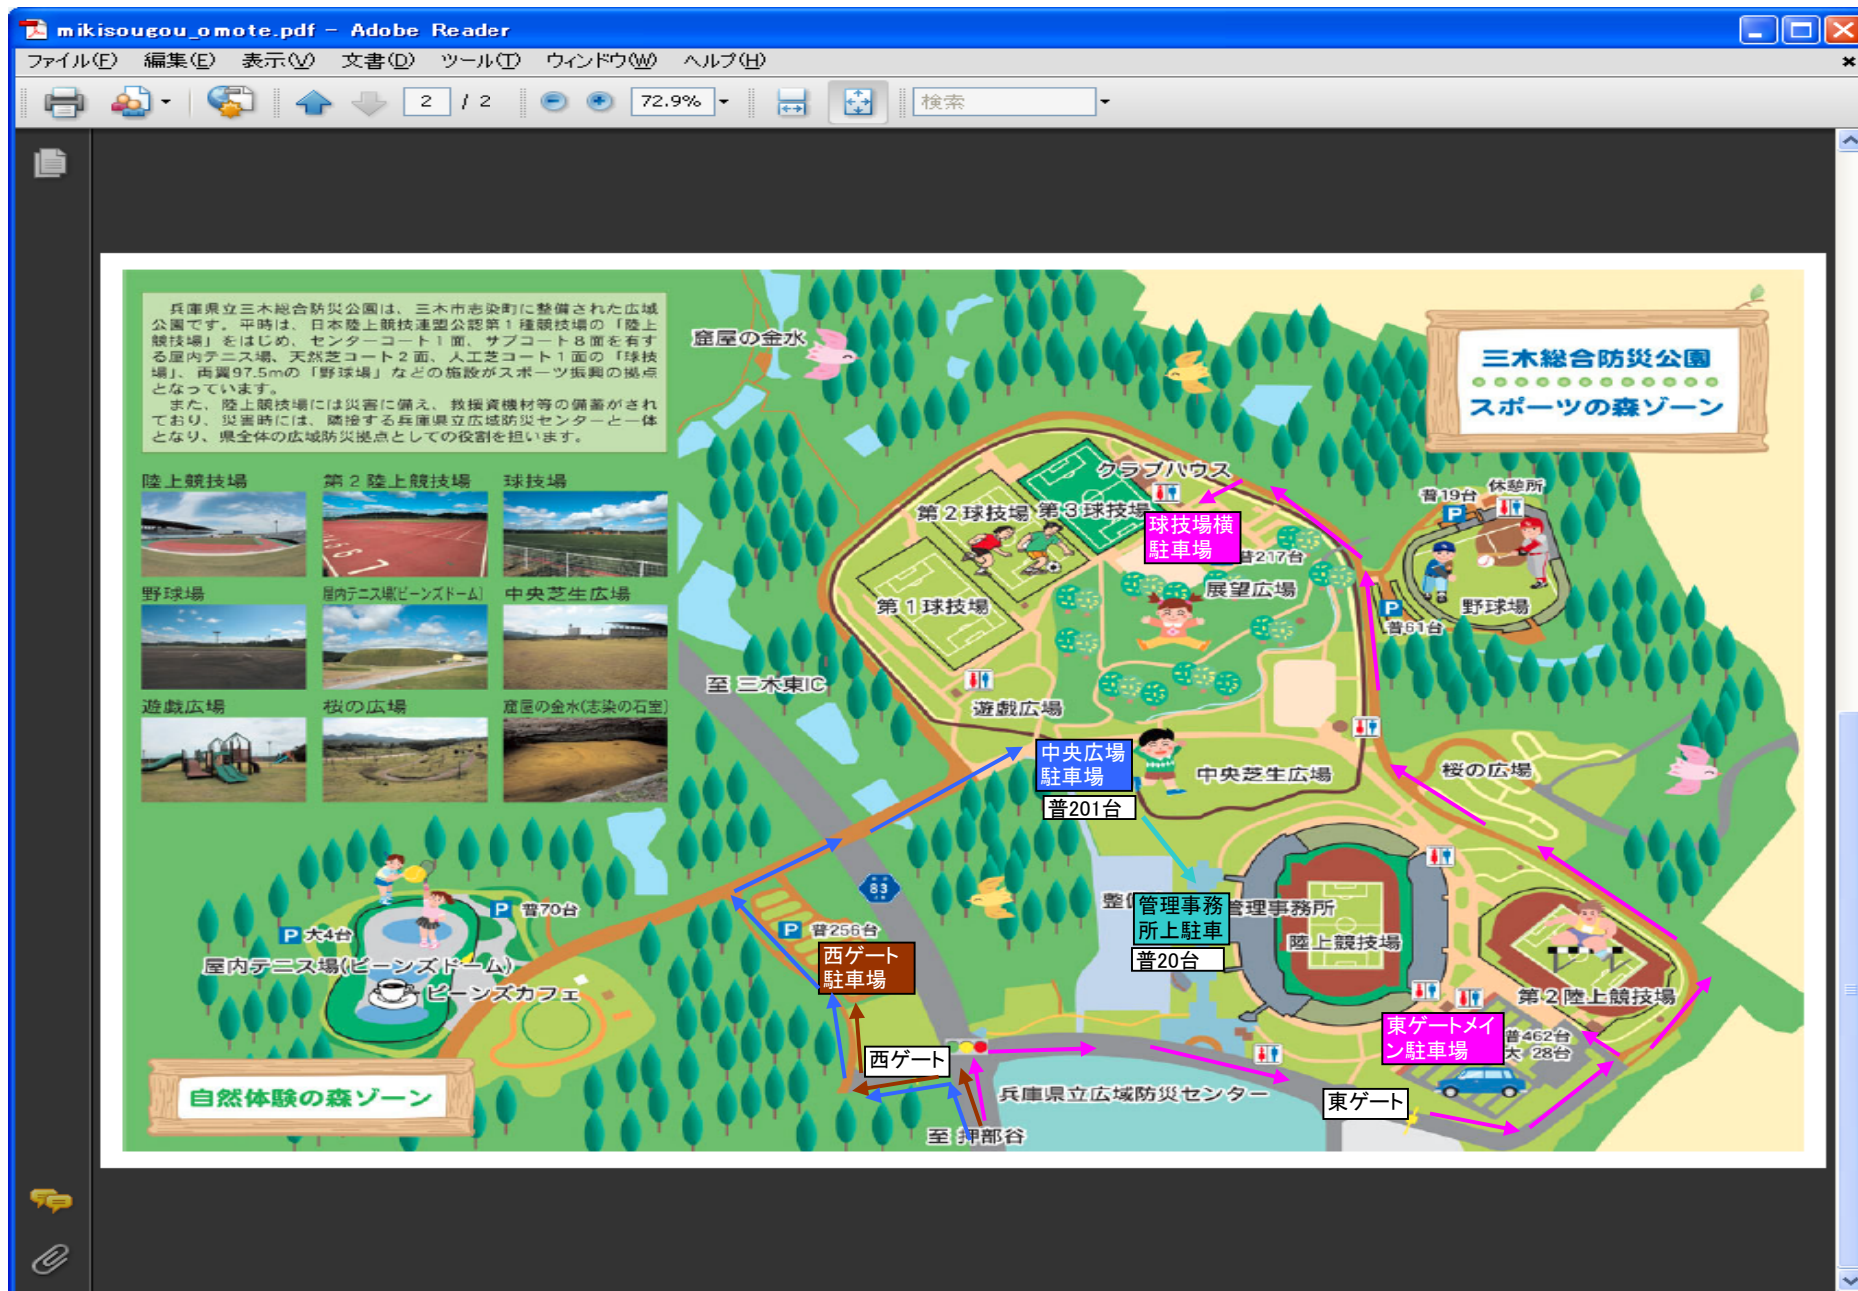 mikisougou_omote.pdf - Adobe Reader
ファイル(F) 編集(E) 表示(V) 文書(D) ツール(T) ウィンドウ(W) ヘルプ(H)
2 / 2 72.9% 検索
兵庫県立三木総合防災公園は、三木市志染町に整備された広域
公園です。平時は、日本陸上競技連盟公認第1種競技場の「陸上
競技場」をはじめ、センターコート1面、サブコート8面を有す
る屋内テニス場、天然芝コート2面、人工芝コート1面の「球技
場」、両翼97.5mの「野球場」などの施設がスポーツ振興の拠点
となっています。
また、陸上競技場には災害に備え、救援資機材等の備蓄がされ
ており、災害時には、隣接する兵庫県立広域防災センターと一体
となり、県全体の広域防災拠点としての役割を担います。
陸上競技場 第2陸上競技場 球技場
野球場 屋内テニス場(ビーンズドーム) 中央芝生広場
遊戯広場 桜の広場 窟屋の金水(志染の石室)
窟屋の金水
三木総合防災公園
スポーツの森ゾーン
クラブハウス
第2球技場 第3球技場
第1球技場
球技場横
駐車場
普217台
展望広場
普19台 休憩所
P
野球場
P
普61台
至 三木東IC
遊戯広場
中央広場
駐車場
普201台
中央芝生広場
桜の広場
83
P 普70台
P 大4台
屋内テニス場(ビーンズドーム)
ビーンズカフェ
P 普256台
西ゲート
駐車場
管理事務
所上駐車
普20台
管理事務所
陸上競技場
第2陸上競技場
東ゲートメイ
ン駐車場
普462台
大 28台
西ゲート
東ゲート
兵庫県立広域防災センター
至 押部谷
自然体験の森ゾーン